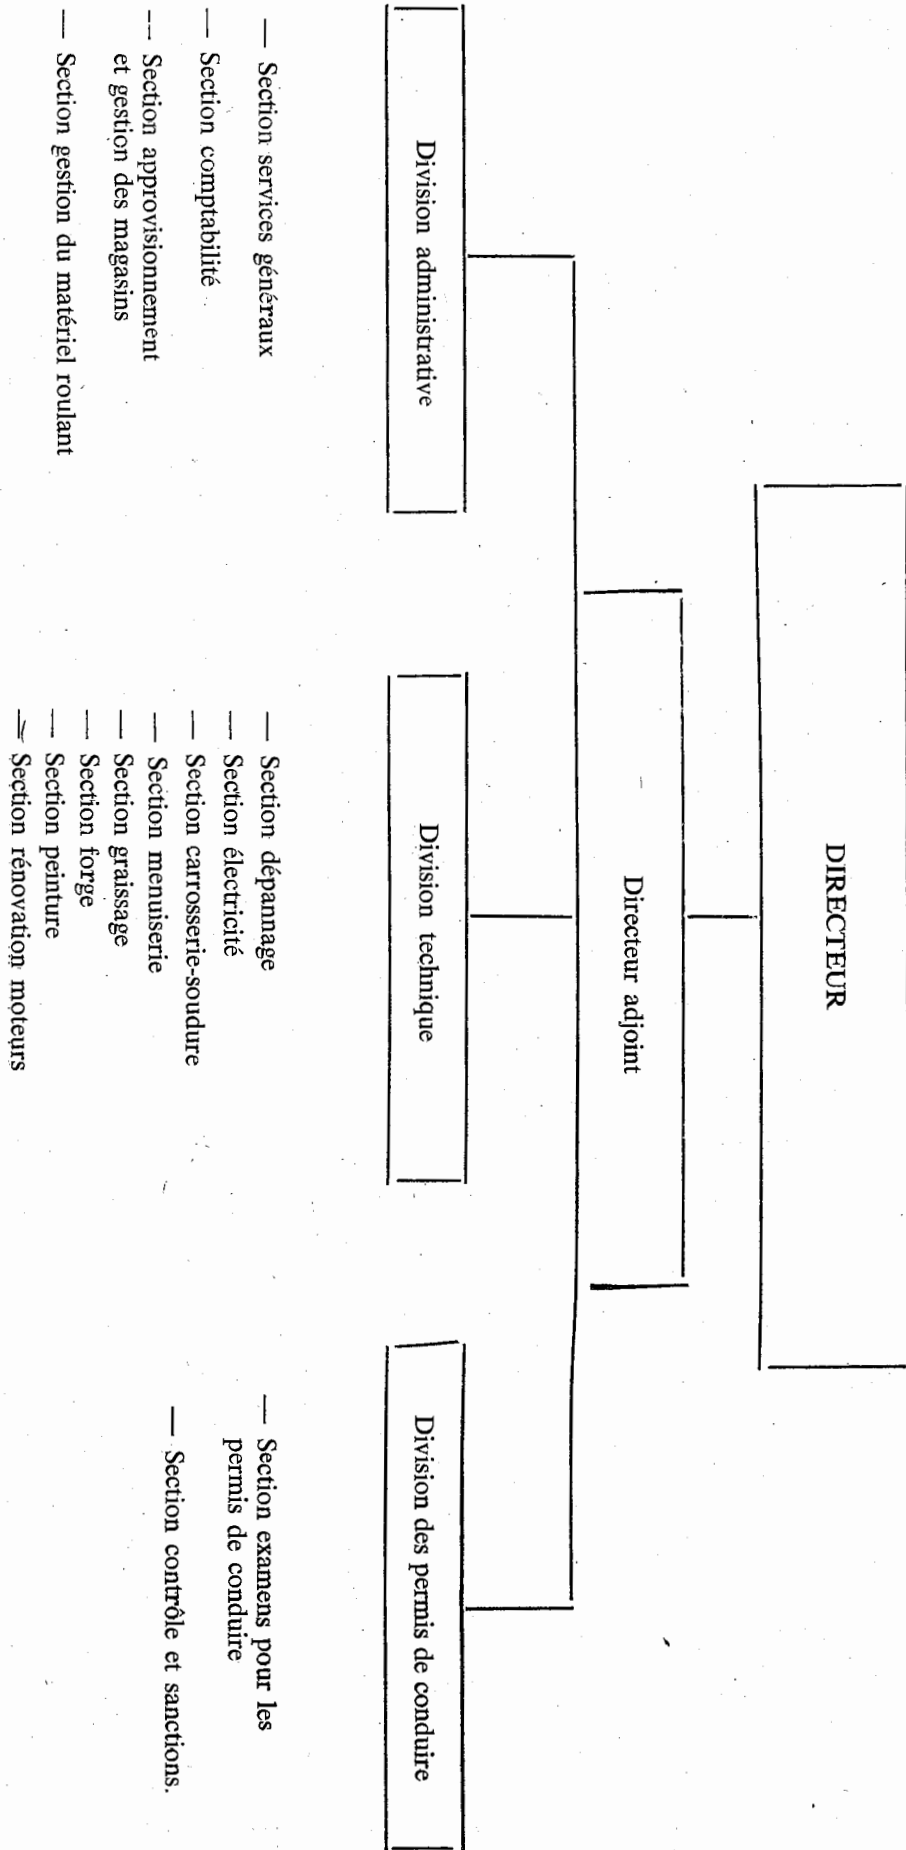 DIRECTEUR
Directeur adjoint
Division administrative
— Section services généraux
— Section comptabilité
— Section approvisionnement
et gestion des magasins
— Section gestion du matériel roulant
Division technique
— Section dépannage
— Section électricité
— Section carrosserie-soudure
— Section menuiserie
— Section graissage
— Section forge
— Section peinture
— Section rénovation moteurs
Division des permis de conduire
— Section examens pour les
permis de conduire
— Section contrôle et sanctions.